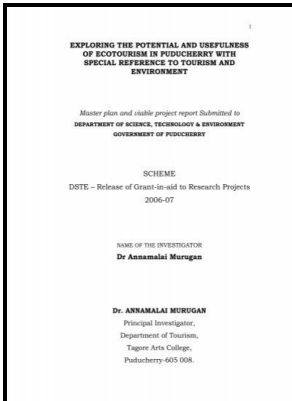 1
EXPLORING THE POTENTIAL AND USEFULNESS
OF ECOTOURISM IN PUDUCHERRY WITH
SPECIAL REFERENCE TO TOURISM AND
ENVIRONMENT
Master plan and viable project report Submitted to
DEPARTMENT OF SCIENCE, TECHNOLOGY & ENVIRONMENT
GOVERNMENT OF PUDUCHERRY
SCHEME
DSTE – Release of Grant-in-aid to Research Projects
2006-07
NAME OF THE INVESTIGATOR
Dr Annamalai Murugan
Dr. ANNAMALAI MURUGAN
Principal Investigator,
Department of Tourism,
Tagore Arts College,
Puducherry-605 008.